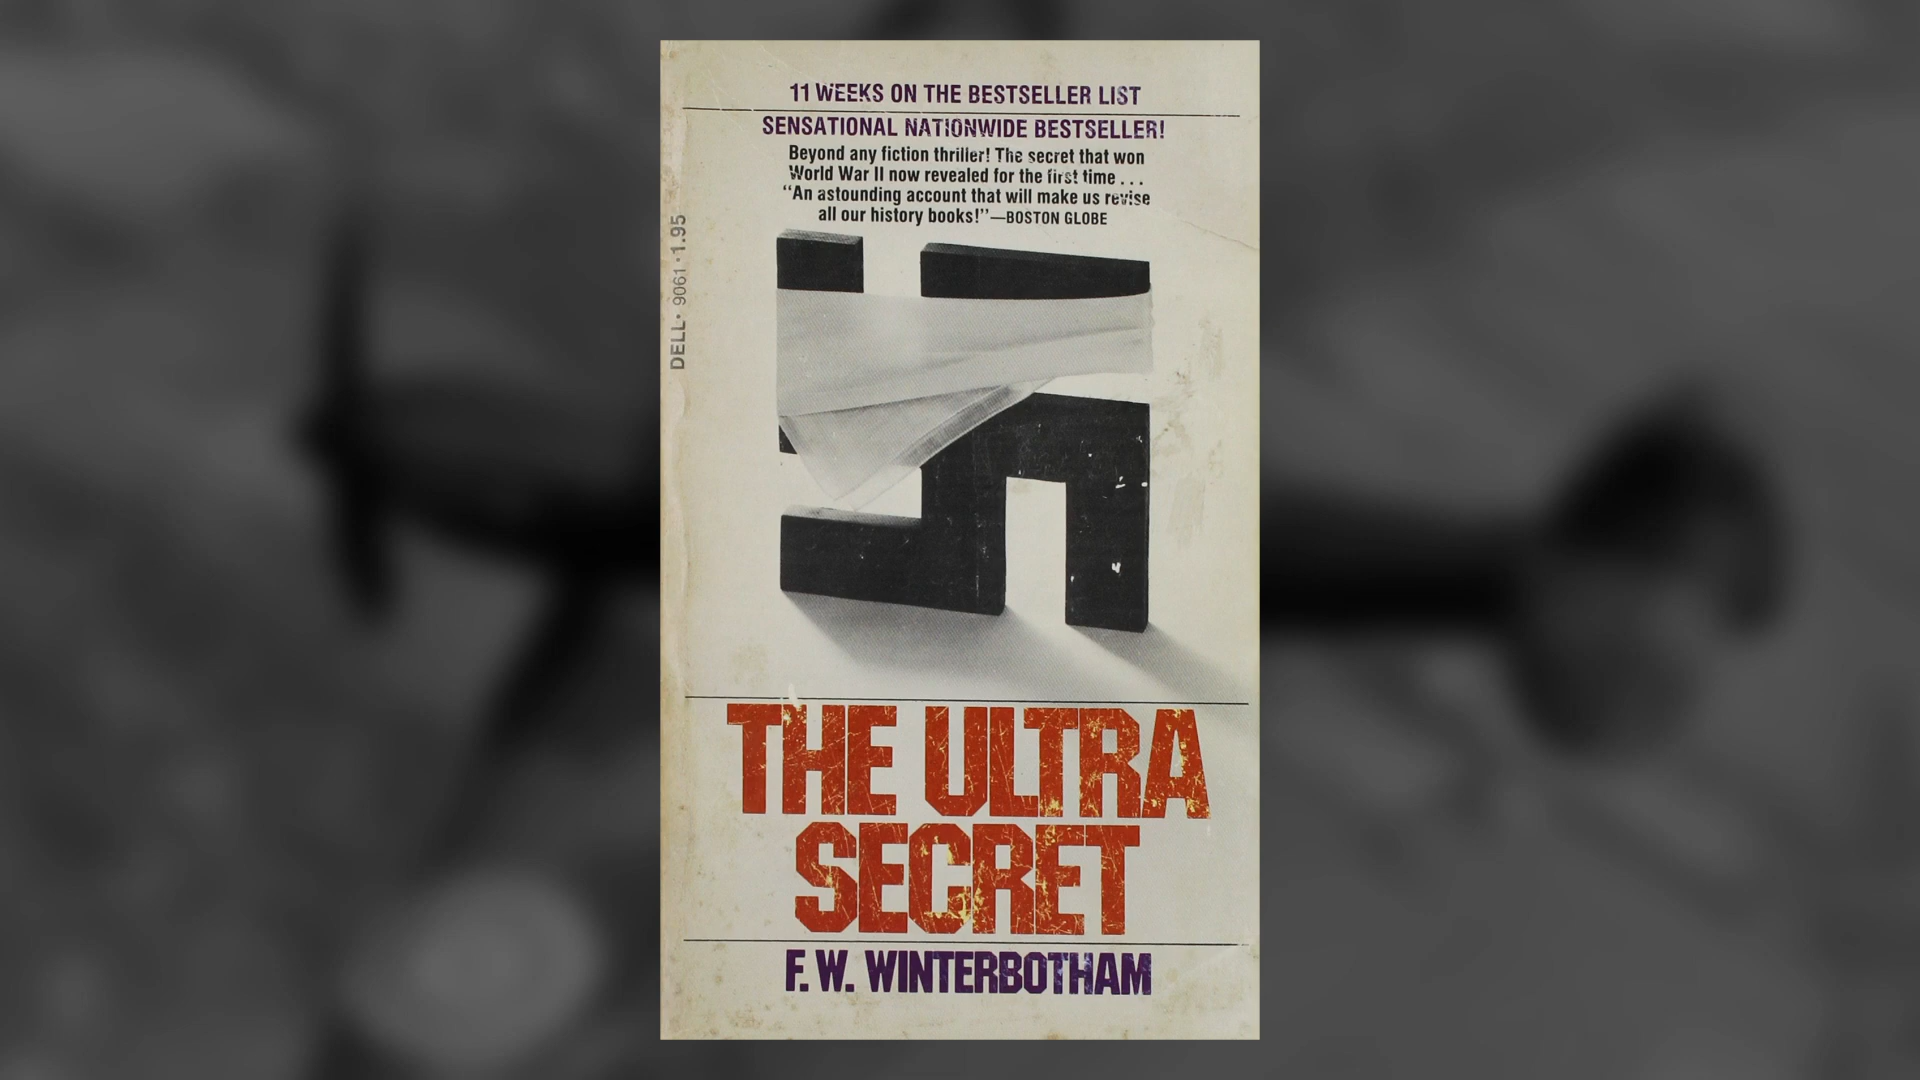 11 WEEKS ON THE BESTSELLER LIST
SENSATIONAL NATIONWIDE BESTSELLER!
Beyond any fiction thriller! The secret that won
World War II now revealed for the first time . . .
“An astounding account that will make us revise
all our history books!”—BOSTON GLOBE
DELL • 9061 • 1.95
THE ULTRA
SECRET
F. W. WINTERBOTHAM